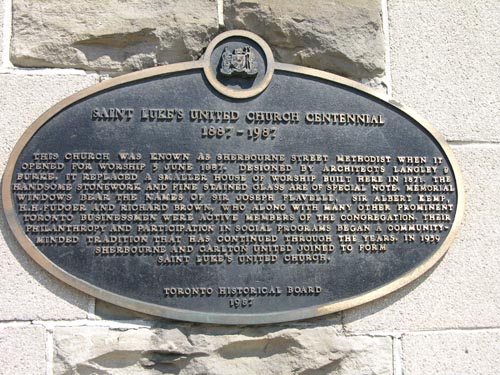 SAINT LUKE'S UNITED CHURCH CENTENNIAL
1887 - 1987
THIS CHURCH WAS KNOWN AS SHERBOURNE STREET METHODIST WHEN IT
OPENED FOR WORSHIP 5 JUNE 1887. DESIGNED BY ARCHITECTS LANGLEY &
BURKE, IT REPLACED A SMALLER HOUSE OF WORSHIP BUILT HERE IN 1871. THE
HANDSOME STONEWORK AND FINE STAINED GLASS ARE OF SPECIAL NOTE. MEMORIAL
WINDOWS BEAR THE NAMES OF SIR JOSEPH FLAVELLE, SIR ALBERT KEMP,
H.H. FUDGER AND RICHARD BROWN, WHO ALONG WITH MANY OTHER PROMINENT
TORONTO BUSINESSMEN WERE ACTIVE MEMBERS OF THE CONGREGATION. THEIR
PHILANTHROPY AND PARTICIPATION IN SOCIAL PROGRAMS BEGAN A COMMUNITY-
MINDED TRADITION THAT HAS CONTINUED THROUGH THE YEARS. IN 1959
SHERBOURNE AND CARLTON UNITED JOINED TO FORM
SAINT LUKE'S UNITED CHURCH.
TORONTO HISTORICAL BOARD
1987